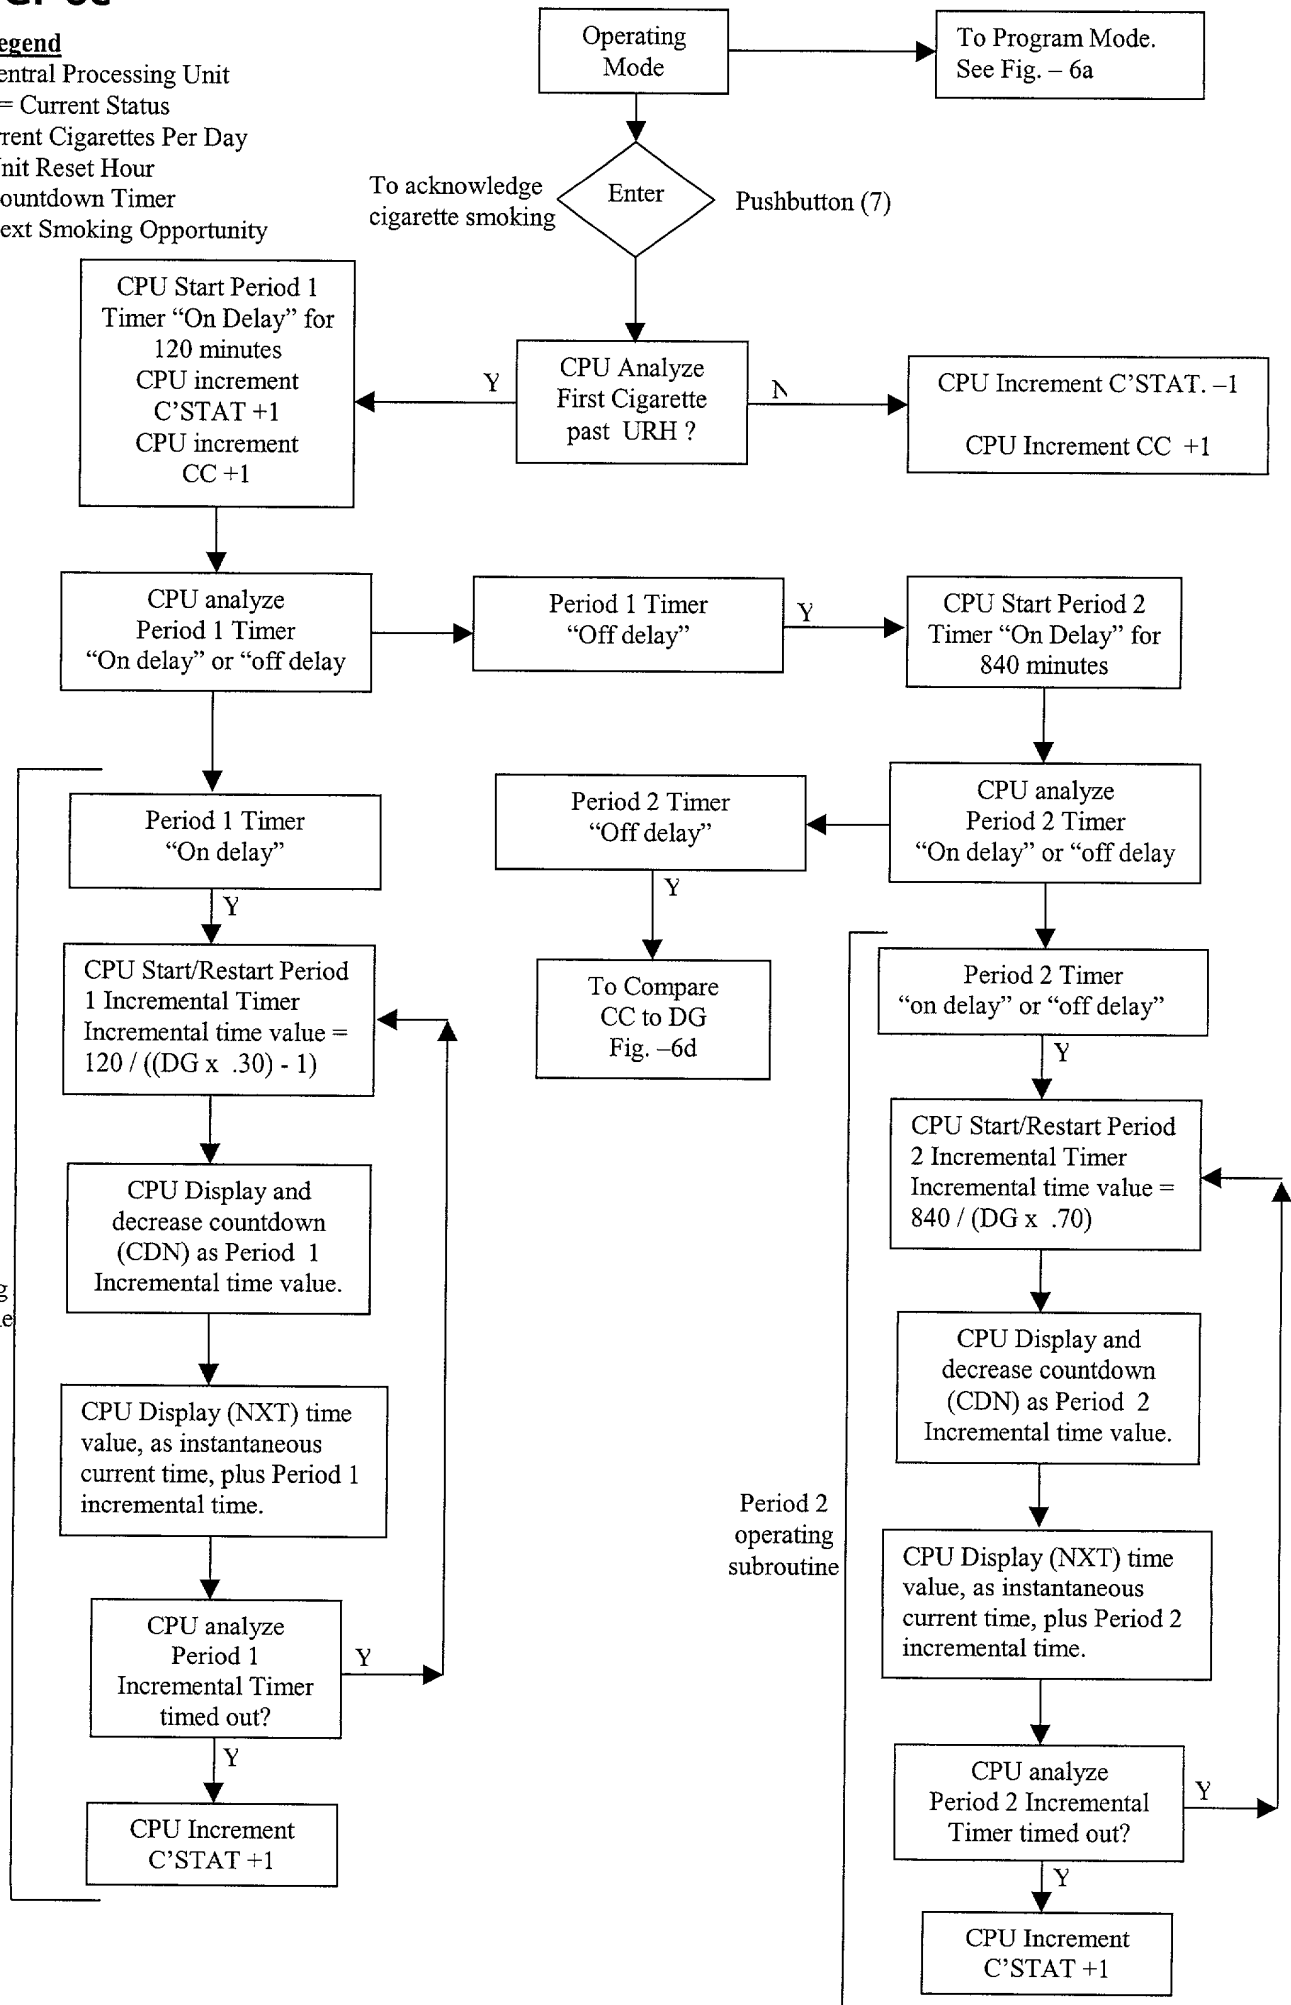 egend
entral Processing Unit
= Current Status
rrent Cigarettes Per Day
nit Reset Hour
ountdown Timer
ext Smoking Opportunity
Operating
Mode
To Program Mode.
See Fig. – 6a
To acknowledge
cigarette smoking
Enter
Pushbutton (7)
CPU Start Period 1
Timer “On Delay” for
120 minutes
CPU increment
C’STAT +1
CPU increment
CC +1
Y
CPU Analyze
First Cigarette
past URH ?
N
CPU Increment C’STAT. –1
CPU Increment CC +1
CPU analyze
Period 1 Timer
“On delay” or “off delay
Period 1 Timer
“Off delay”
Y
CPU Start Period 2
Timer “On Delay” for
840 minutes
Period 1 Timer
“On delay”
Y
Period 2 Timer
“Off delay”
Y
CPU analyze
Period 2 Timer
“On delay” or “off delay
To Compare
CC to DG
Fig. –6d
Period 2 Timer
“on delay” or “off delay”
Y
CPU Start/Restart Period
1 Incremental Timer
Incremental time value =
120 / ((DG x .30) - 1)
CPU Start/Restart Period
2 Incremental Timer
Incremental time value =
840 / (DG x .70)
CPU Display and
decrease countdown
(CDN) as Period 1
Incremental time value.
g
e
CPU Display and
decrease countdown
(CDN) as Period 2
Incremental time value.
CPU Display (NXT) time
value, as instantaneous
current time, plus Period 1
incremental time.
Period 2
operating
subroutine
CPU Display (NXT) time
value, as instantaneous
current time, plus Period 2
incremental time.
CPU analyze
Period 1
Incremental Timer
timed out?
Y
Y
CPU Increment
C’STAT +1
CPU analyze
Period 2 Incremental
Timer timed out?
Y
Y
CPU Increment
C’STAT +1